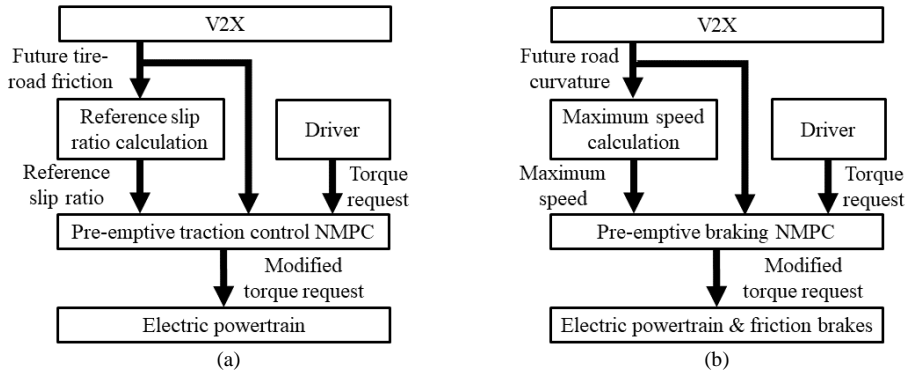 V2X
Future tire-
road friction
Reference slip
ratio calculation
Driver
Reference
slip ratio
Torque
request
Pre-emptive traction control NMPC
Modified
torque request
Electric powertrain
(a)
V2X
Future road
curvature
Maximum speed
calculation
Driver
Maximum
speed
Torque
request
Pre-emptive braking NMPC
Modified
torque request
Electric powertrain & friction brakes
(b)